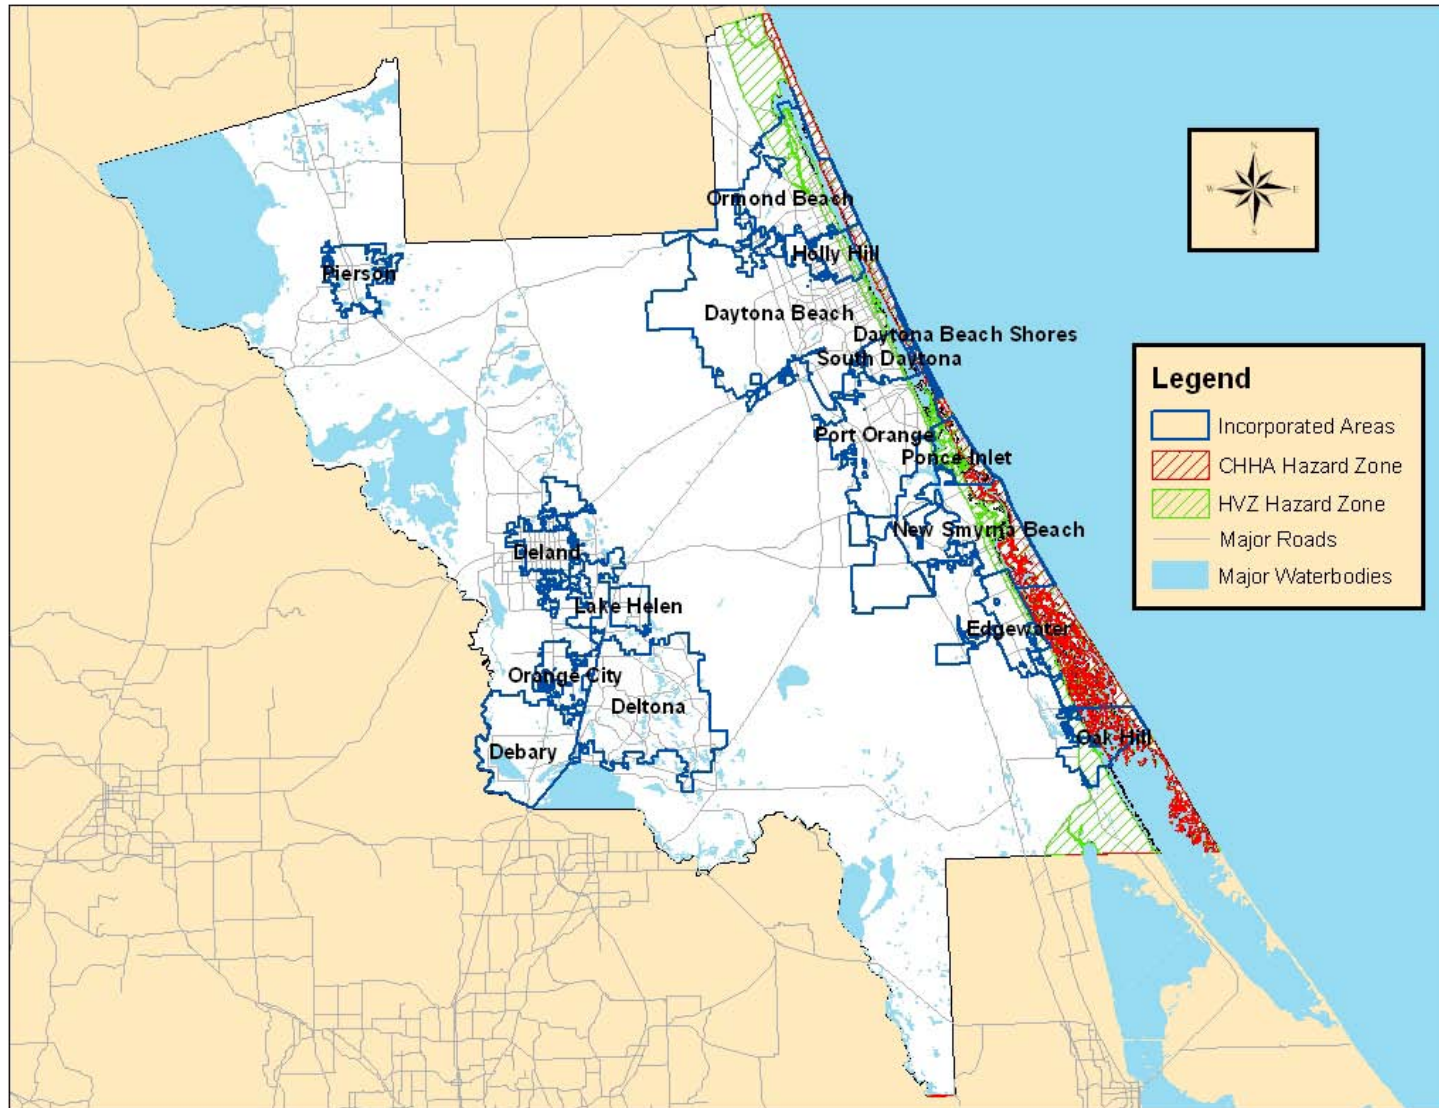 N
W
E
S
Ormond Beach
Holly Hill
Pierson
Daytona Beach
Daytona Beach Shores
South Daytona
Port Orange
Ponce Inlet
New Smyrna Beach
Deland
Lake Helen
Edgewater
Orange City
Deltona
Oak Hill
Debary
Legend
Incorporated Areas
CHHA Hazard Zone
HVZ Hazard Zone
Major Roads
Major Waterbodies